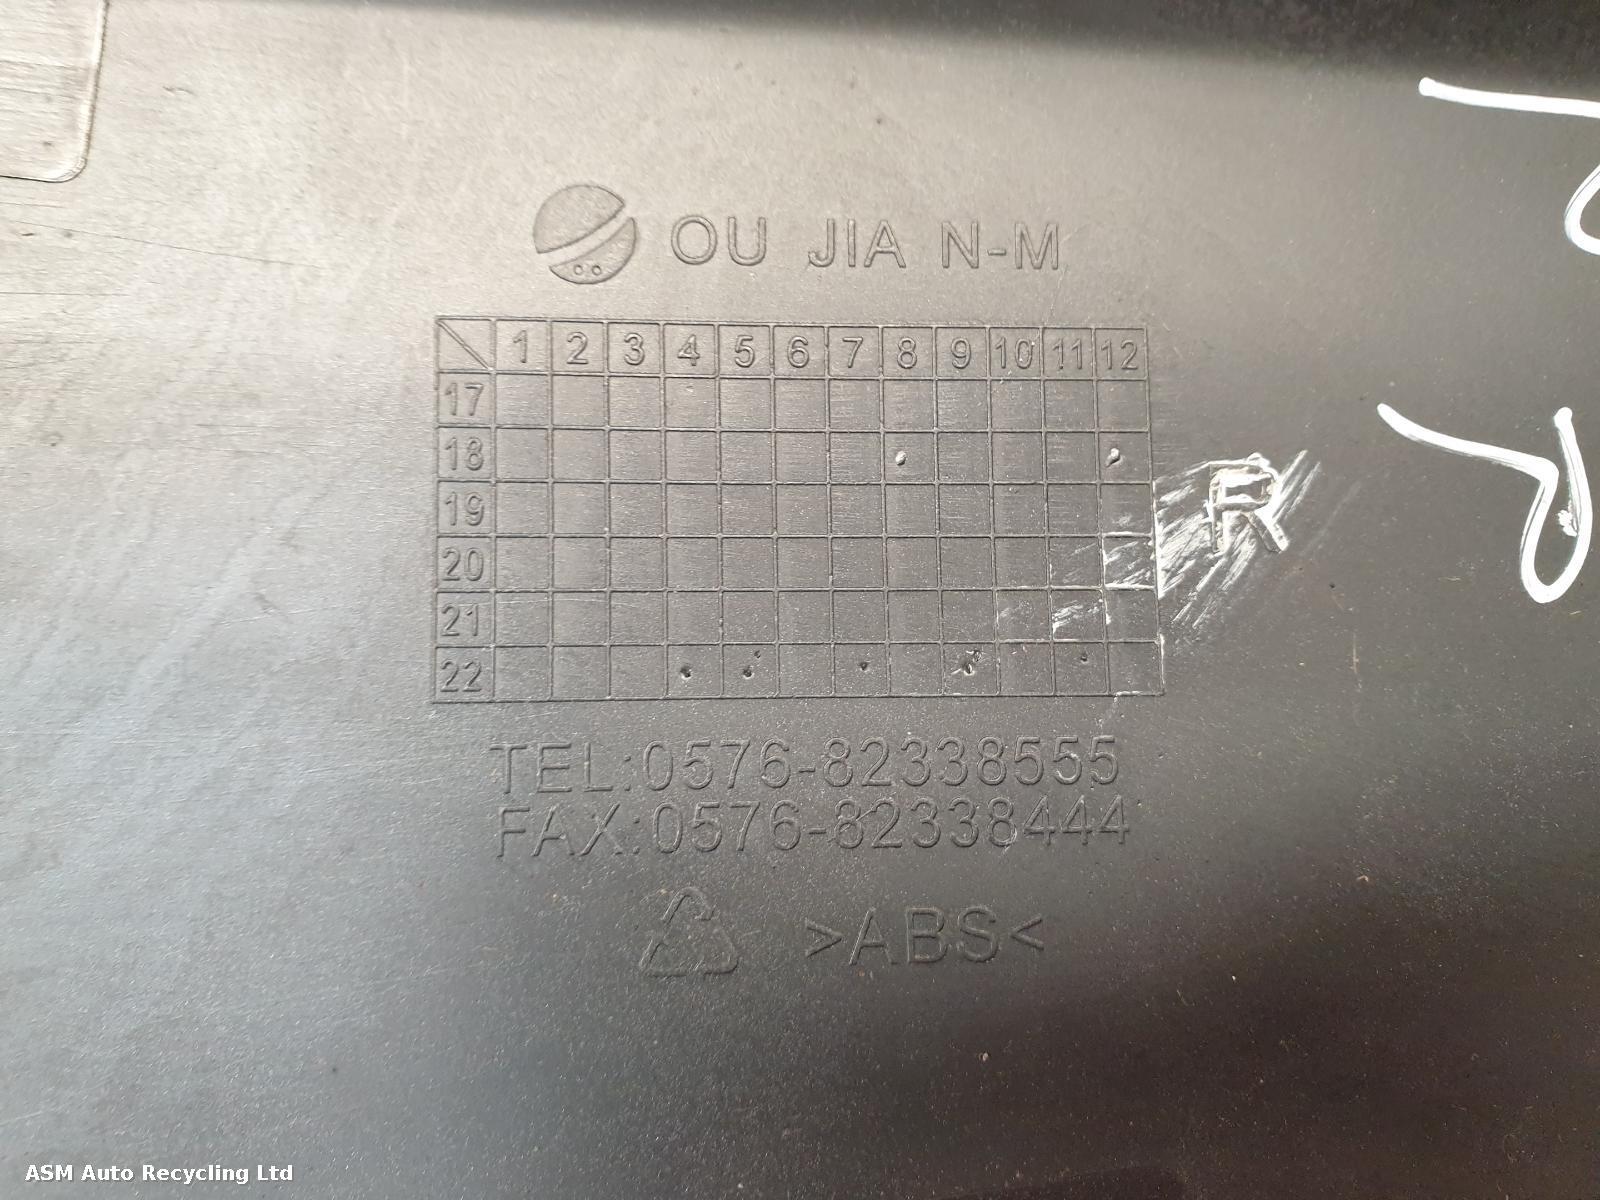 OU JIA N-M
1 2 3 4 5 6 7 8 9 10 11 12
17
18
19
20
21
22
R
TEL:0576-82338555
FAX:0576-82338444
>ABS<
ASM Auto Recycling Ltd